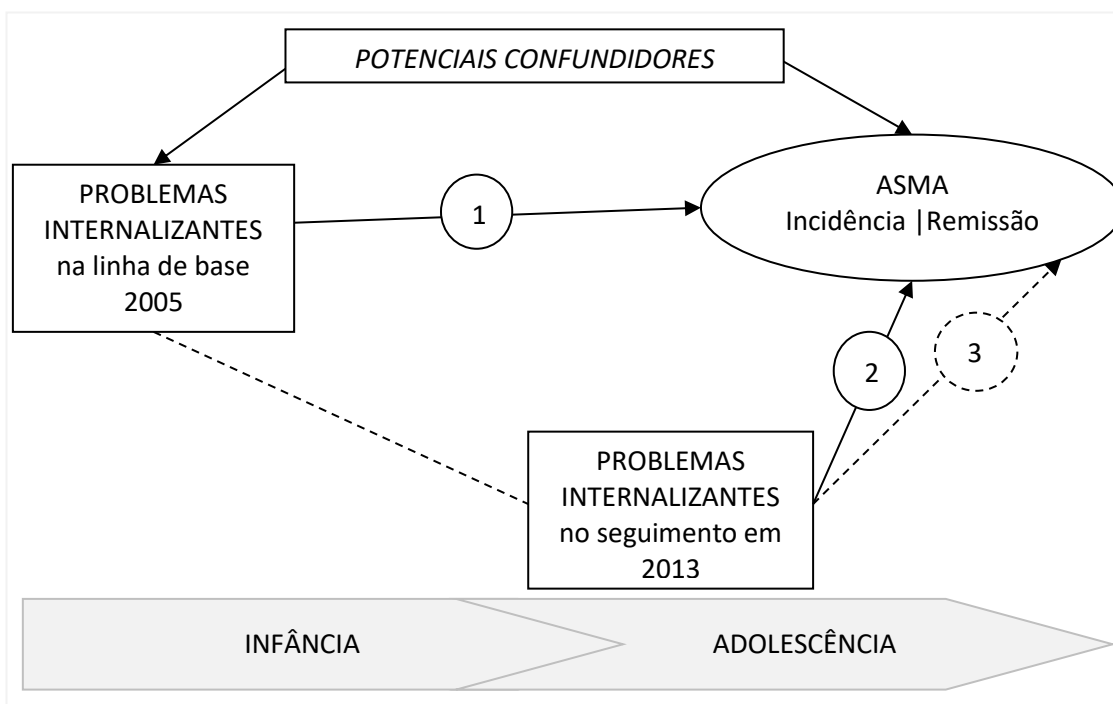 POTENCIAIS CONFUNDIDORES
PROBLEMAS
INTERNALIZANTES
na linha de base
2005
1
ASMA
Incidência |Remissão
2
3
PROBLEMAS
INTERNALIZANTES
no seguimento em
2013
INFÂNCIA
ADOLESCÊNCIA